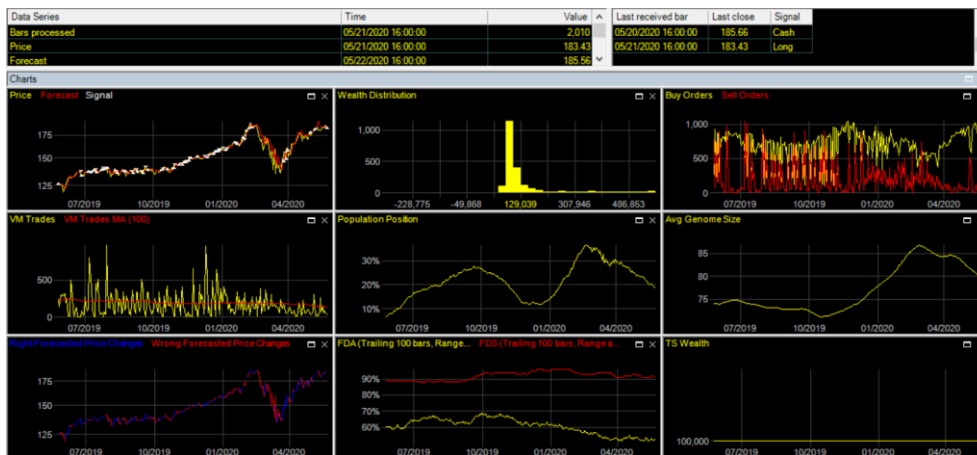 Data Series Time Value Last received bar Last close Signal
Bars processed 05/21/2020 16:00:00 2,010 05/20/2020 16:00:00 185.66 Cash
Price 05/21/2020 16:00:00 183.43 05/21/2020 16:00:00 183.43 Long
Forecast 05/22/2020 16:00:00 185.56
Charts
Price Forecast Signal
175
150
125
07/2019 10/2019 01/2020 04/2020
Wealth Distribution
1,000
500
0
-228,775 -49,868 129,039 307,946 486,853
Buy Orders Sell Orders
1,000
500
0
07/2019 10/2019 01/2020 04/2020
VM Trades VM Trades MA (100)
500
0
07/2019 10/2019 01/2020 04/2020
Population Position
30%
20%
10%
07/2019 10/2019 01/2020 04/2020
Avg Genome Size
85
80
75
07/2019 10/2019 01/2020 04/2020
Right Forecasted Price Changes Wrong Forecasted Price Changes
175
150
125
07/2019 10/2019 01/2020 04/2020
FDA (Trailing 100 bars, Range... FDS (Trailing 100 bars, Range a...
90%
80%
70%
60%
07/2019 10/2019 01/2020 04/2020
TS Wealth
100,000
07/2019 10/2019 01/2020 04/2020